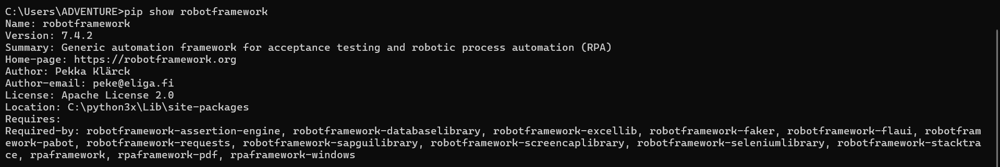 C:\Users\ADVENTURE>pip show robotframework
Name: robotframework
Version: 7.4.2
Summary: Generic automation framework for acceptance testing and robotic process automation (RPA)
Home-page: https://robotframework.org
Author: Pekka Klärck
Author-email: peke@eliga.fi
License: Apache License 2.0
Location: C:\python3x\Lib\site-packages
Requires:
Required-by: robotframework-assertion-engine, robotframework-databaselibrary, robotframework-excellib, robotframework-faker, robotframework-flaui, robotfram
ework-pabot, robotframework-requests, robotframework-sapguilibrary, robotframework-screencaplibrary, robotframework-seleniumlibrary, robotframework-stacktra
ce, rpaframework, rpaframework-pdf, rpaframework-windows